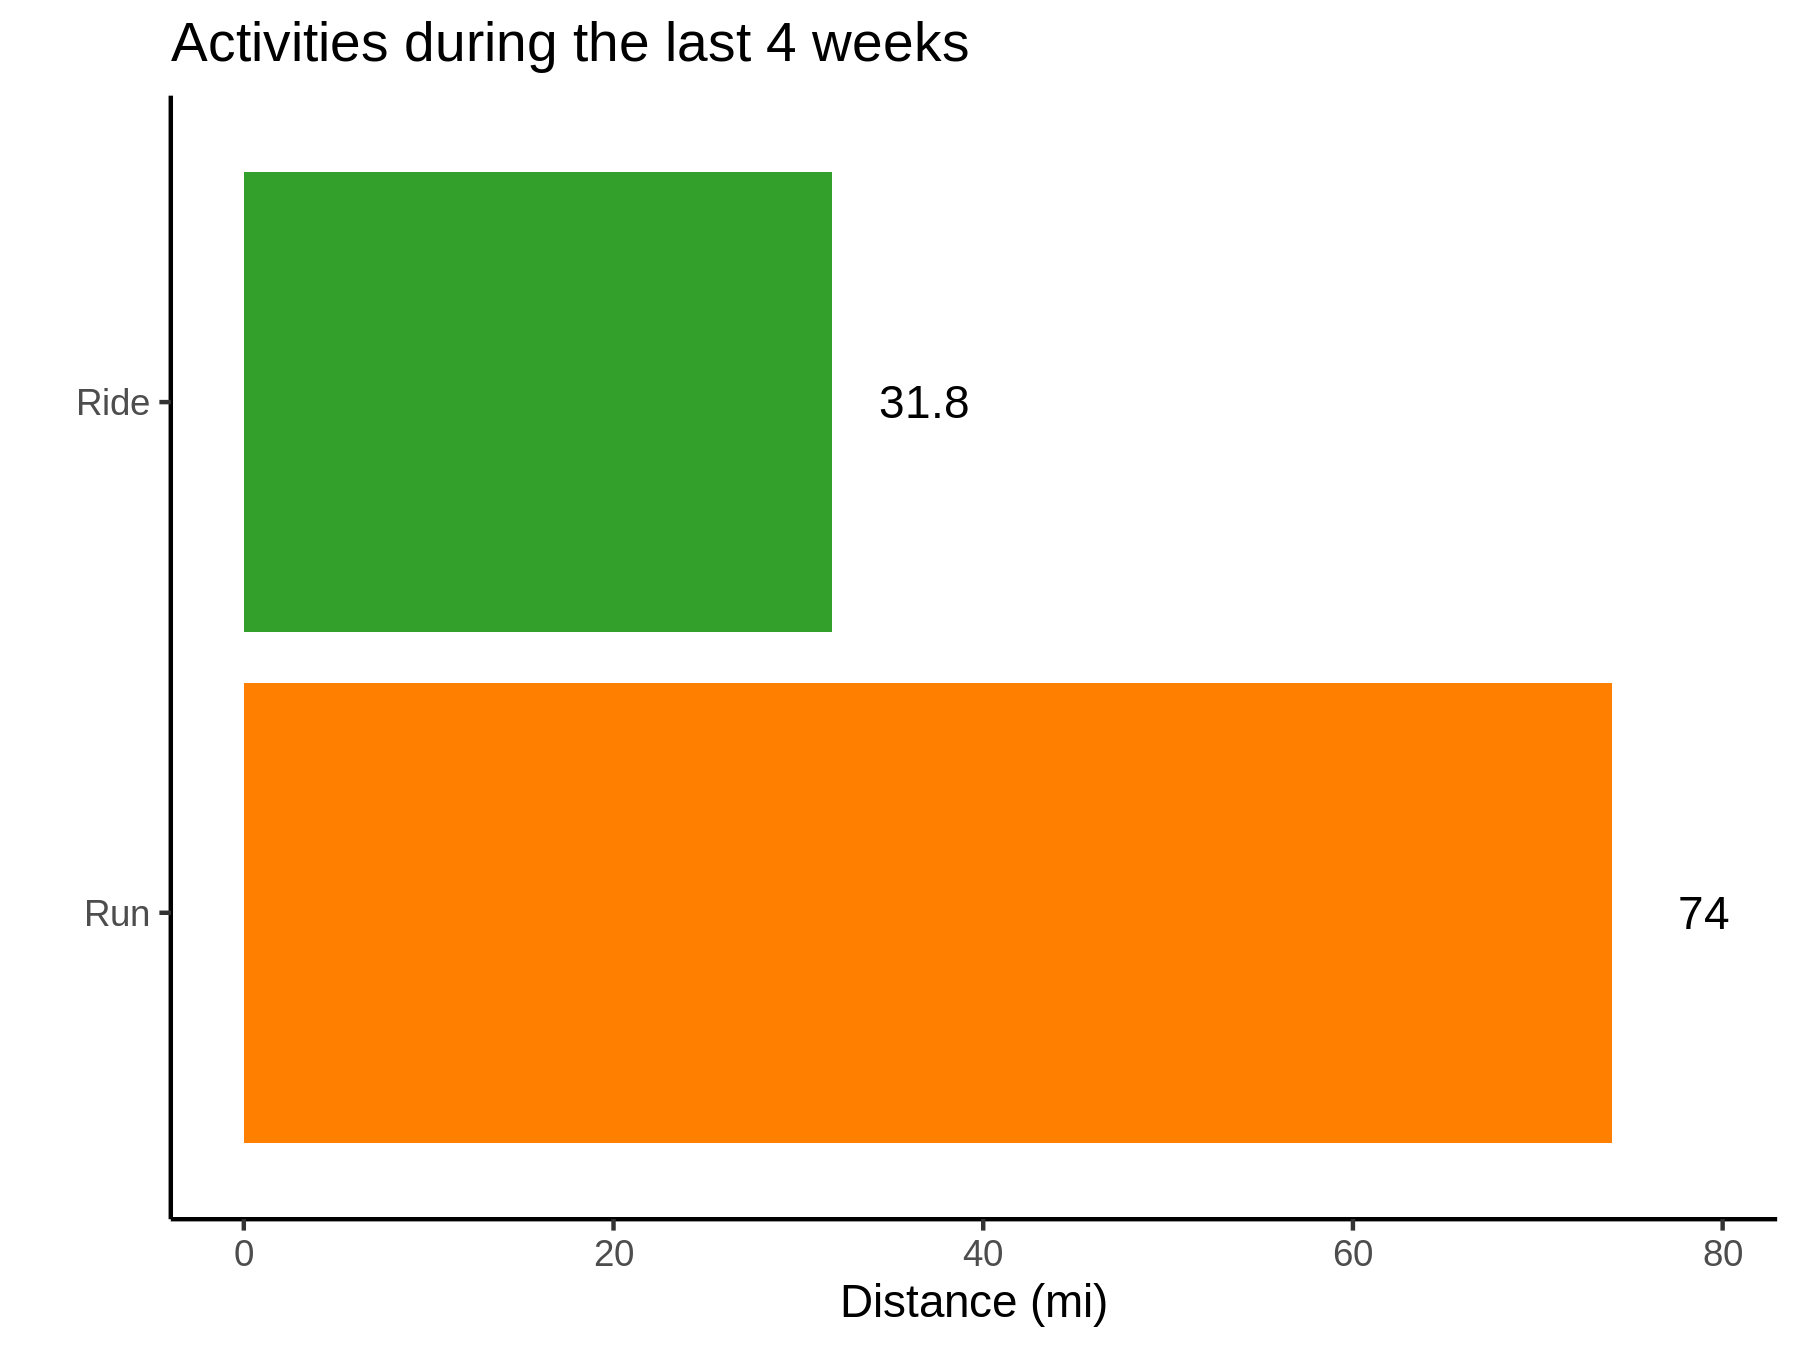 Activities during the last 4 weeks
Ride
31.8
Run
74
0 20 40 60 80
Distance (mi)